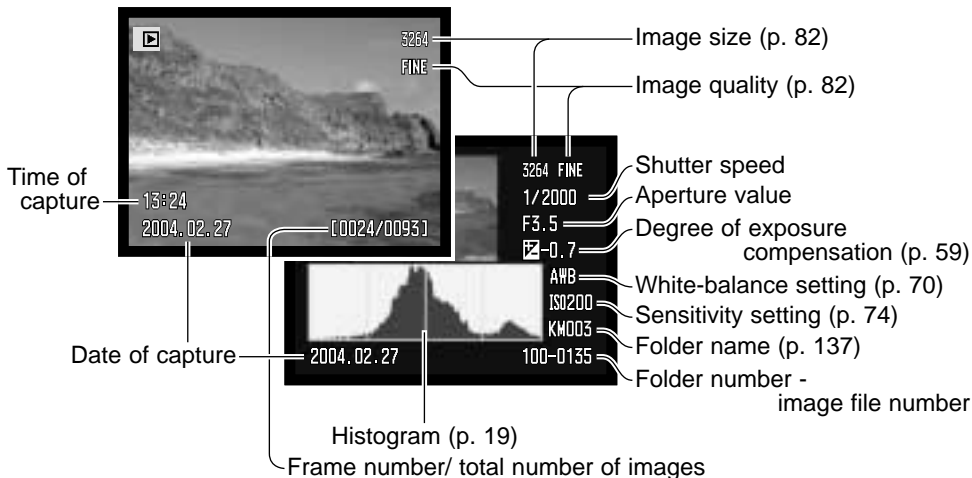 3264
FINE
13:24
2004.02.27
[0024/0093]
Time of
capture
Date of capture
Image size (p. 82)
Image quality (p. 82)
3264 FINE
1/2000
F3.5
-0.7
AWB
ISO200
KM003
2004.02.27
100-0135
Shutter speed
Aperture value
Degree of exposure
compensation (p. 59)
White-balance setting (p. 70)
Sensitivity setting (p. 74)
Folder name (p. 137)
Folder number -
image file number
Histogram (p. 19)
Frame number/ total number of images